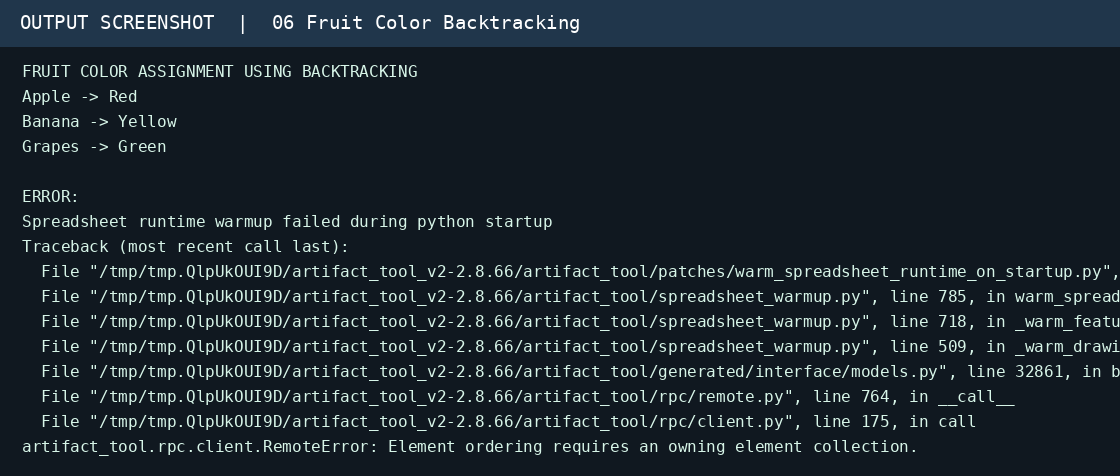 OUTPUT SCREENSHOT  |  06 Fruit Color Backtracking
FRUIT COLOR ASSIGNMENT USING BACKTRACKING
Apple -> Red
Banana -> Yellow
Grapes -> Green
ERROR:
Spreadsheet runtime warmup failed during python startup
Traceback (most recent call last):
  File "/tmp/tmp.QlpUkOUI9D/artifact_tool_v2-2.8.66/artifact_tool/patches/warm_spreadsheet_runtime_on_startup.py",
  File "/tmp/tmp.QlpUkOUI9D/artifact_tool_v2-2.8.66/artifact_tool/spreadsheet_warmup.py", line 785, in warm_spread
  File "/tmp/tmp.QlpUkOUI9D/artifact_tool_v2-2.8.66/artifact_tool/spreadsheet_warmup.py", line 718, in _warm_featu
  File "/tmp/tmp.QlpUkOUI9D/artifact_tool_v2-2.8.66/artifact_tool/spreadsheet_warmup.py", line 509, in _warm_drawi
  File "/tmp/tmp.QlpUkOUI9D/artifact_tool_v2-2.8.66/artifact_tool/generated/interface/models.py", line 32861, in b
  File "/tmp/tmp.QlpUkOUI9D/artifact_tool_v2-2.8.66/artifact_tool/rpc/remote.py", line 764, in __call__
  File "/tmp/tmp.QlpUkOUI9D/artifact_tool_v2-2.8.66/artifact_tool/rpc/client.py", line 175, in call
artifact_tool.rpc.client.RemoteError: Element ordering requires an owning element collection.